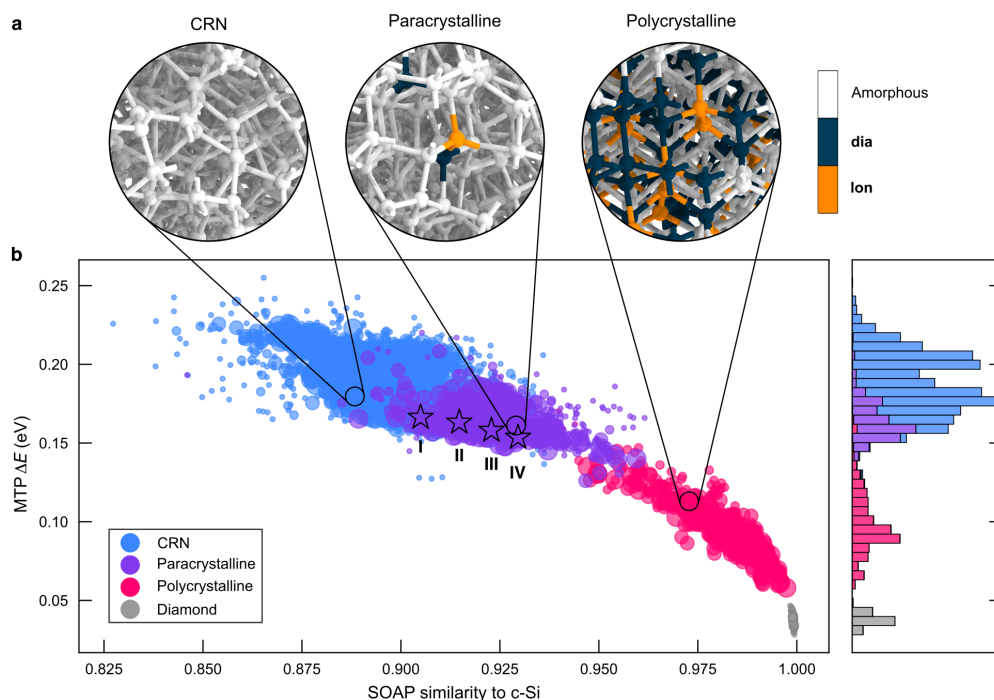 a
CRN
Paracrystalline
Polycrystalline
Amorphous
dia
lon
b
MTP ΔE (eV)
0.25
0.20
0.15
0.10
0.05
I
II
III
IV
CRN
Paracrystalline
Polycrystalline
Diamond
0.825
0.850
0.875
0.900
0.925
0.950
0.975
1.000
SOAP similarity to c-Si